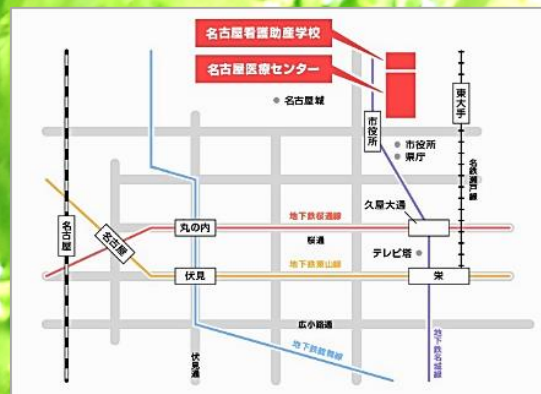 名古屋看護助産学校
名古屋医療センター
名古屋城
市役所
市役所
県庁
東大手
名鉄瀬戸線
久屋大通
地下鉄桜通線
丸の内
桜通
名古屋
名古屋
テレビ塔
地下鉄東山線
伏見
栄
広小路通
地下鉄鶴舞線
伏見通
地下鉄名城線